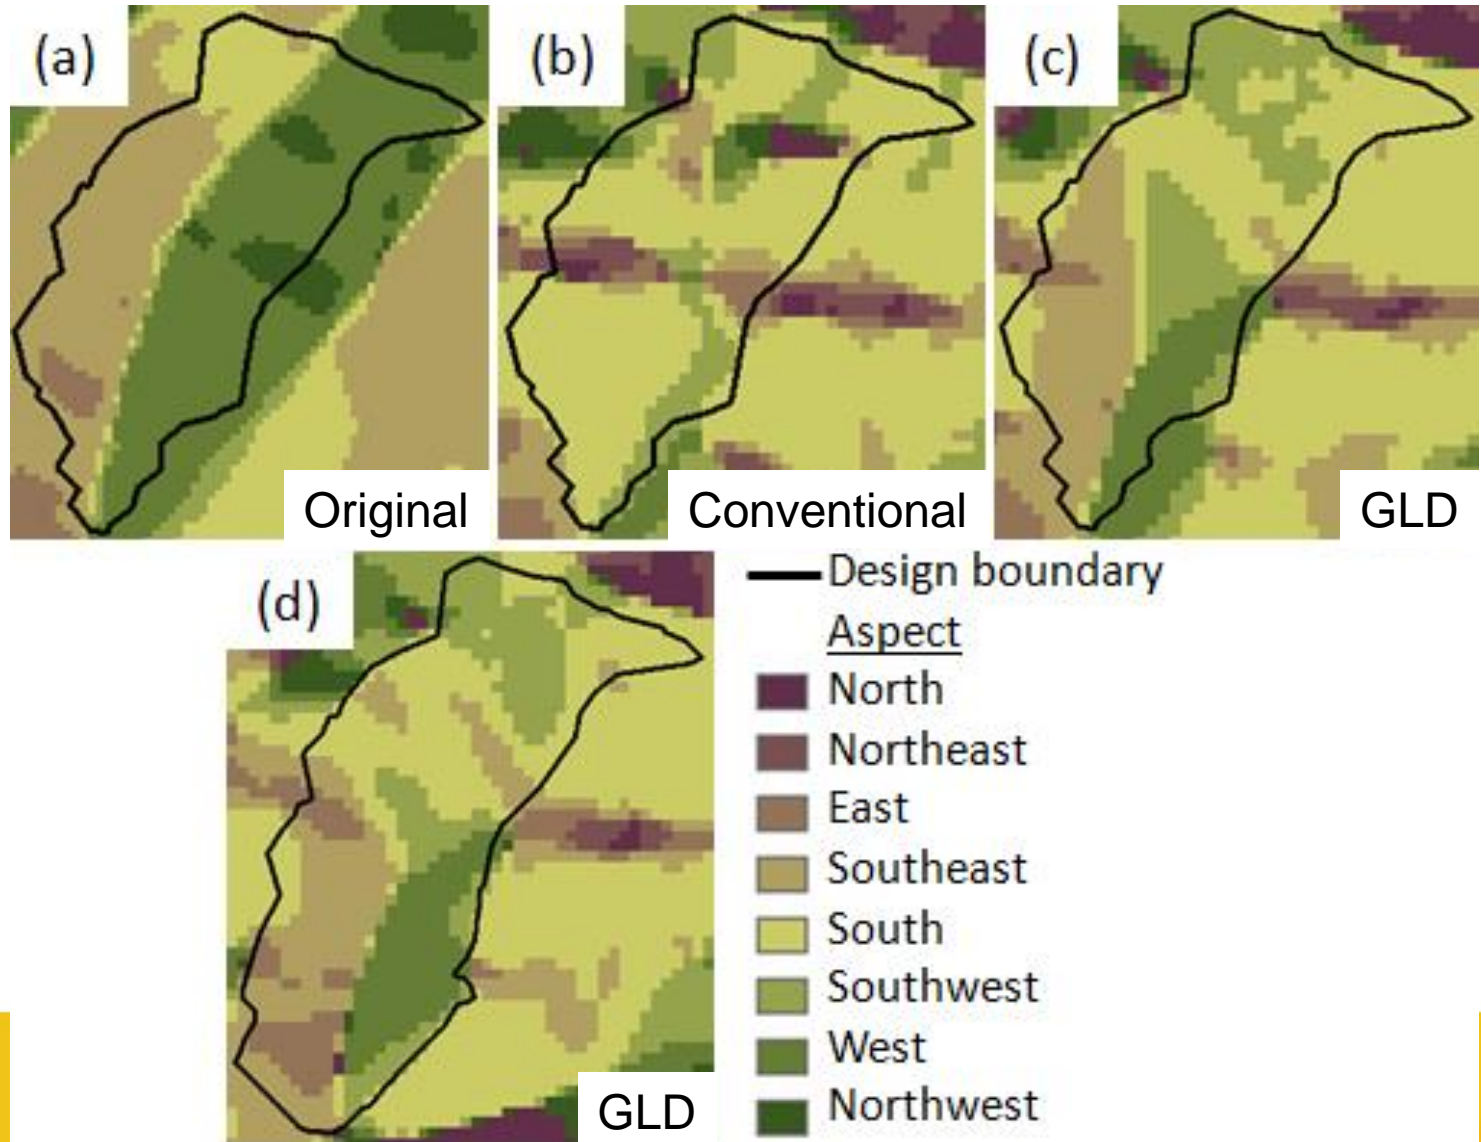 (a)
(b)
(c)
Original
Conventional
GLD
(d)
GLD
Design boundary
Aspect
North
Northeast
East
Southeast
South
Southwest
West
Northwest